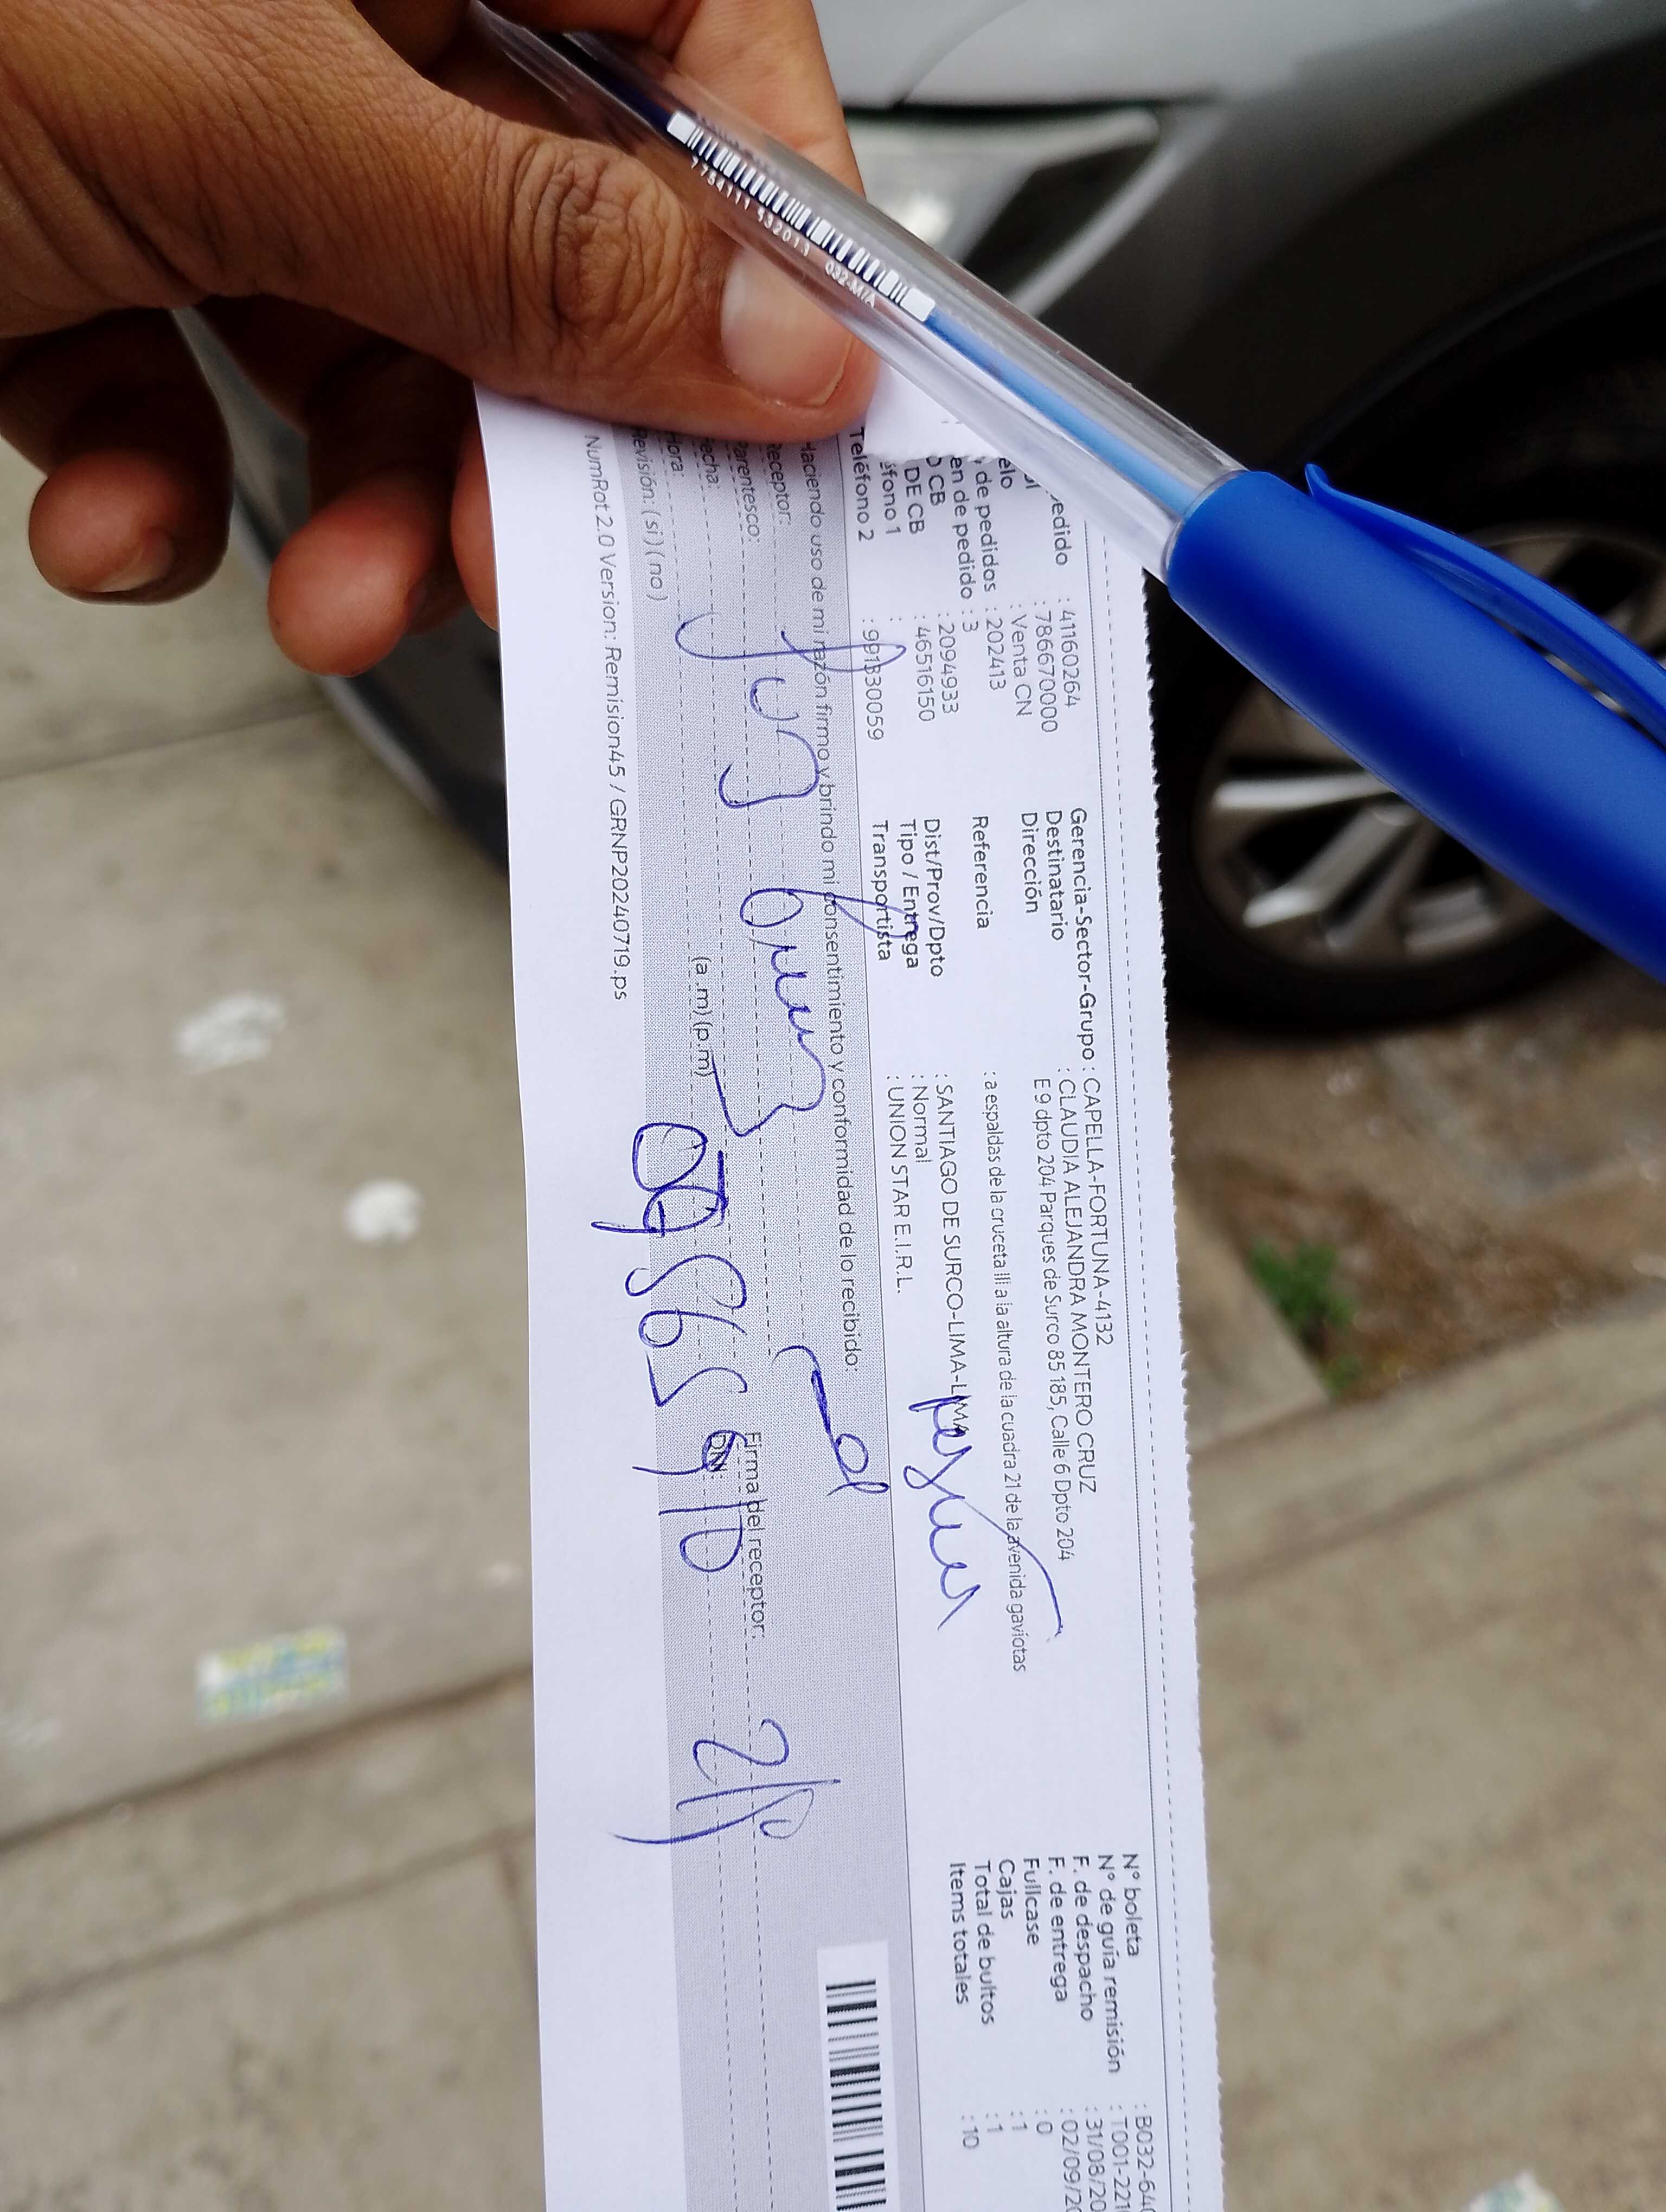 edido : 41160264
: 786670000
elo : Venta CN
de pedidos : 202413
en de pedido : 3
O CB : 2094933
DE CB : 46516150
éfono 1 :
Teléfono 2 : 991330059
Gerencia-Sector-Grupo : CAPELLA-FORTUNA-4132
Destinatario : CLAUDIA ALEJANDRA MONTERO CRUZ
Dirección E 9 dpto 204 Parques de Surco 85 185, Calle 6 Dpto 204
Referencia : a espaldas de la cruceta III a la altura de la cuadra 21 de la avenida gaviotas
Dist/Prov/Dpto : SANTIAGO DE SURCO-LIMA-LIMA
Tipo / Entrega : Normal
Transportista : UNION STAR E.I.R.L.
N° boleta : B032-64
N° de guía remisión : T001-221
F. de despacho : 31/08/20
F. de entrega : 02/09/20
Fullcase : 0
Cajas : 1
Total de bultos : 1
Items totales : 10
Haciendo uso de mi razón firmo y brindo mi consentimiento y conformidad de lo recibido:
Receptor:
Parentesco:
Fecha:
Hora: (a .m) (p.m)
Revisión: ( si ) ( no )
Firma del receptor:
DNI:
NumRot 2.0 Version: Remision45 / GRNP20240719.ps
7754111 532013 032-M/A